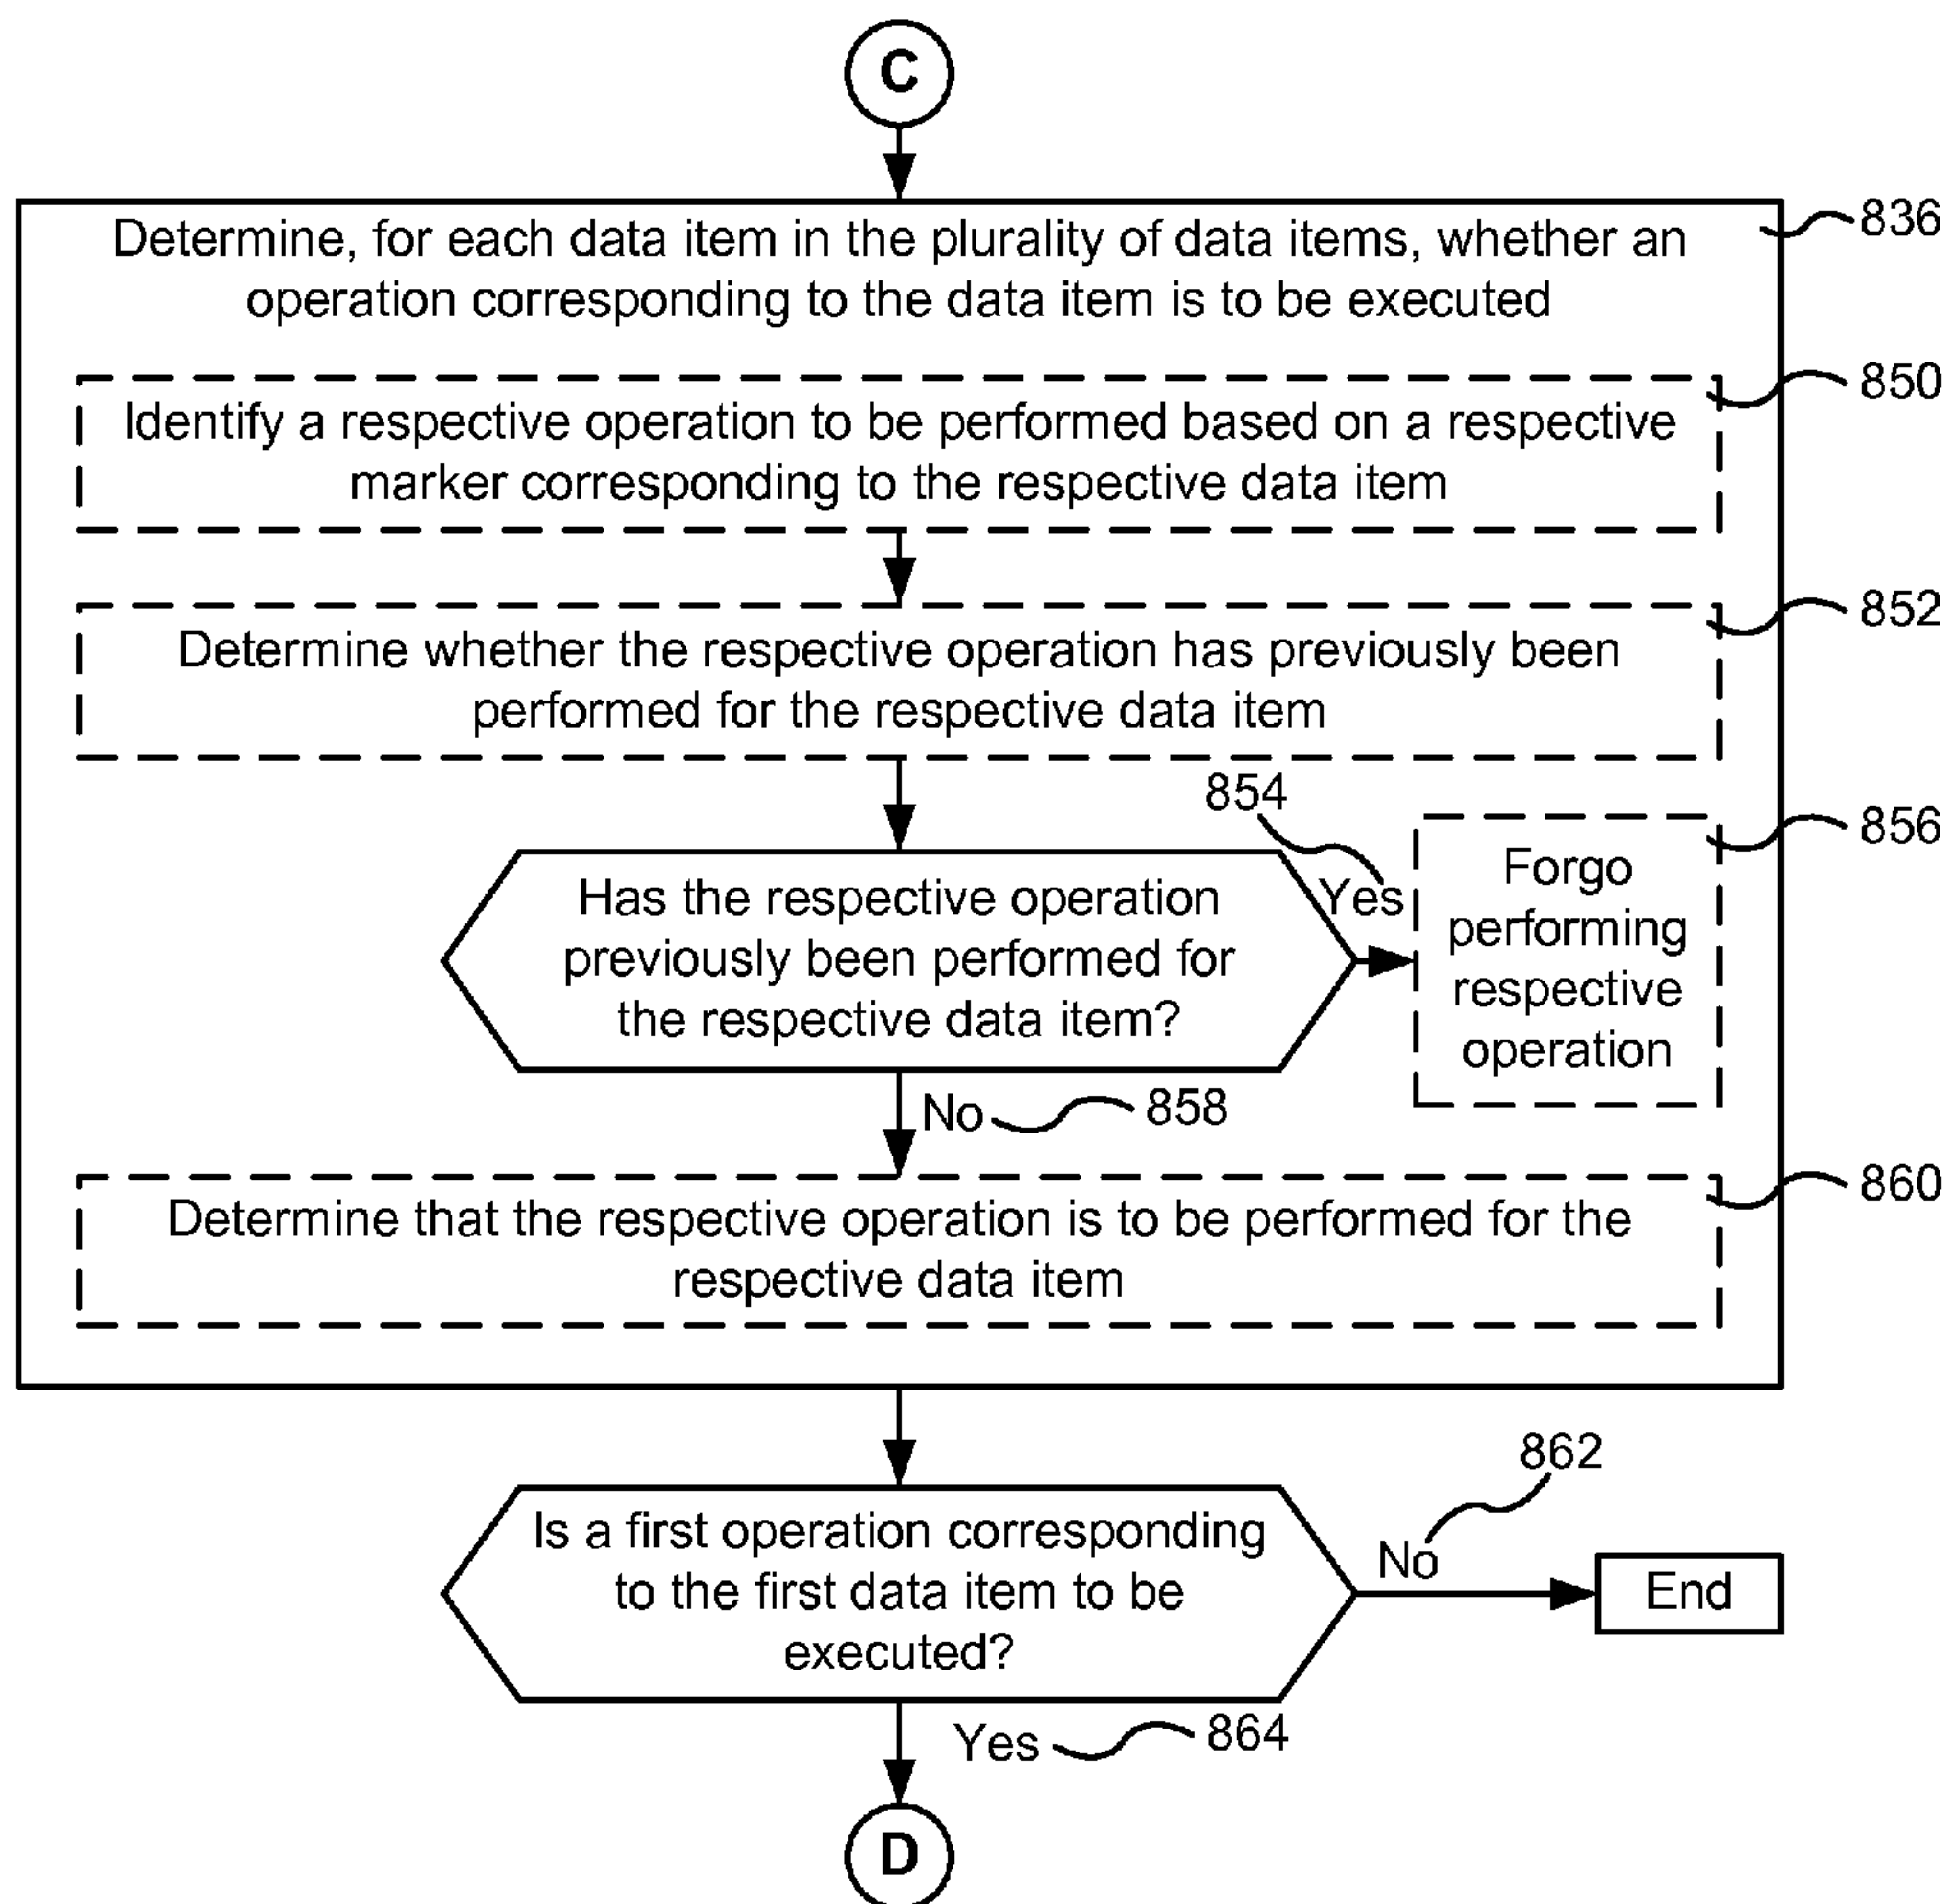 C
836
Determine, for each data item in the plurality of data items, whether an
operation corresponding to the data item is to be executed
850
Identify a respective operation to be performed based on a respective
marker corresponding to the respective data item
852
Determine whether the respective operation has previously been
performed for the respective data item
854
856
Has the respective operation
previously been performed for
the respective data item?
Yes
Forgo
performing
respective
operation
No
858
860
Determine that the respective operation is to be performed for the
respective data item
862
Is a first operation corresponding
to the first data item to be
executed?
No
End
Yes
864
D